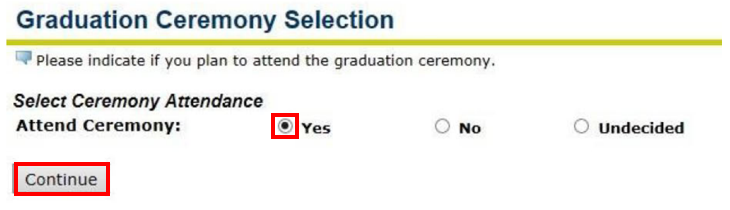 Graduation Ceremony Selection
Please indicate if you plan to attend the graduation ceremony.
Select Ceremony Attendance
Attend Ceremony: Yes No Undecided
Continue